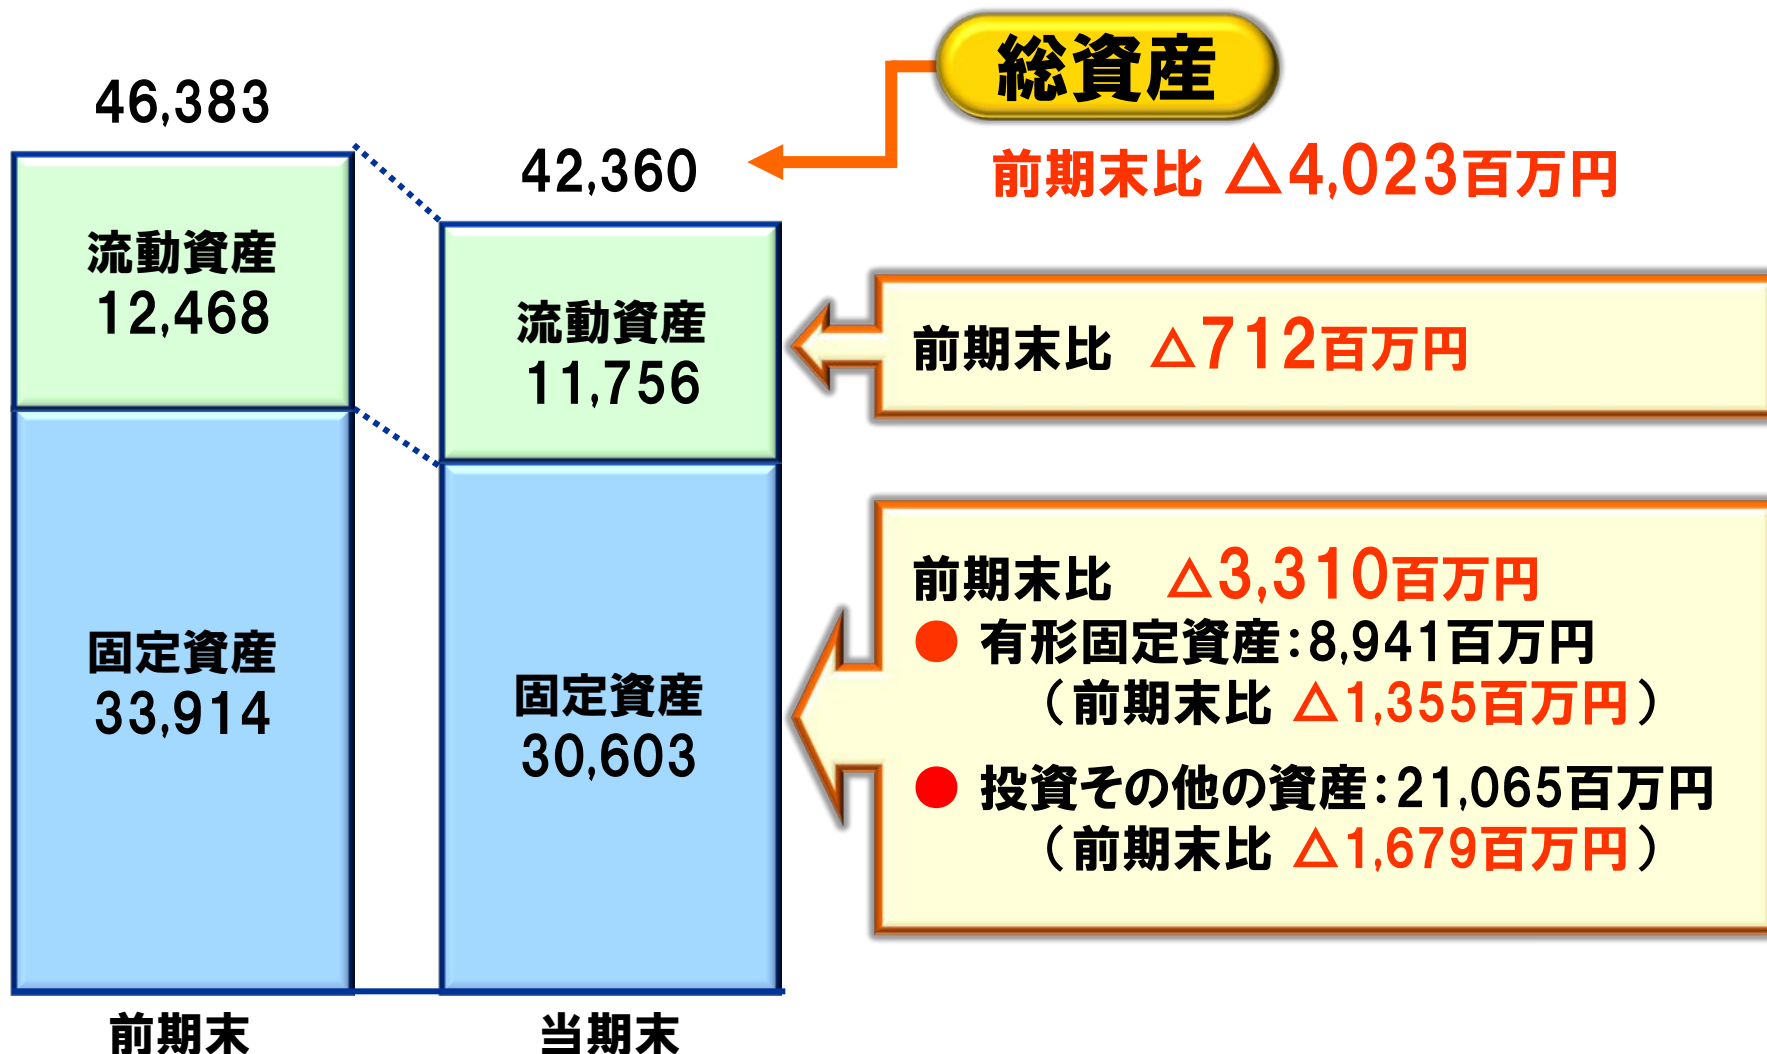 総資産
46,383
42,360
前期末比 △4,023百万円
流動資産
12,468
流動資産
11,756
前期末比 △712百万円
固定資産
33,914
固定資産
30,603
前期末比 △3,310百万円
● 有形固定資産：8,941百万円
（前期末比 △1,355百万円）
● 投資その他の資産：21,065百万円
（前期末比 △1,679百万円）
前期末
当期末